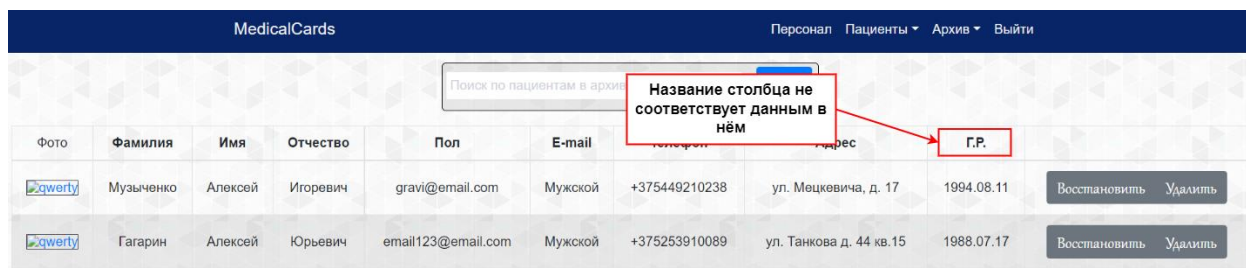 MedicalCards Персонал Пациенты Архив Выйти
Поиск по пациентам в архив
Название столбца не
соответствует данным в
нём
Фото Фамилия Имя Отчество Пол E-mail Телефон Адрес Г.Р.
qwerty Музыченко Алексей Игоревич gravi@email.com Мужской +375449210238 ул. Мецкевича, д. 17 1994.08.11 Восстановить Удалить
qwerty Гагарин Алексей Юрьевич email123@email.com Мужской +375253910089 ул. Танкова д. 44 кв.15 1988.07.17 Восстановить Удалить